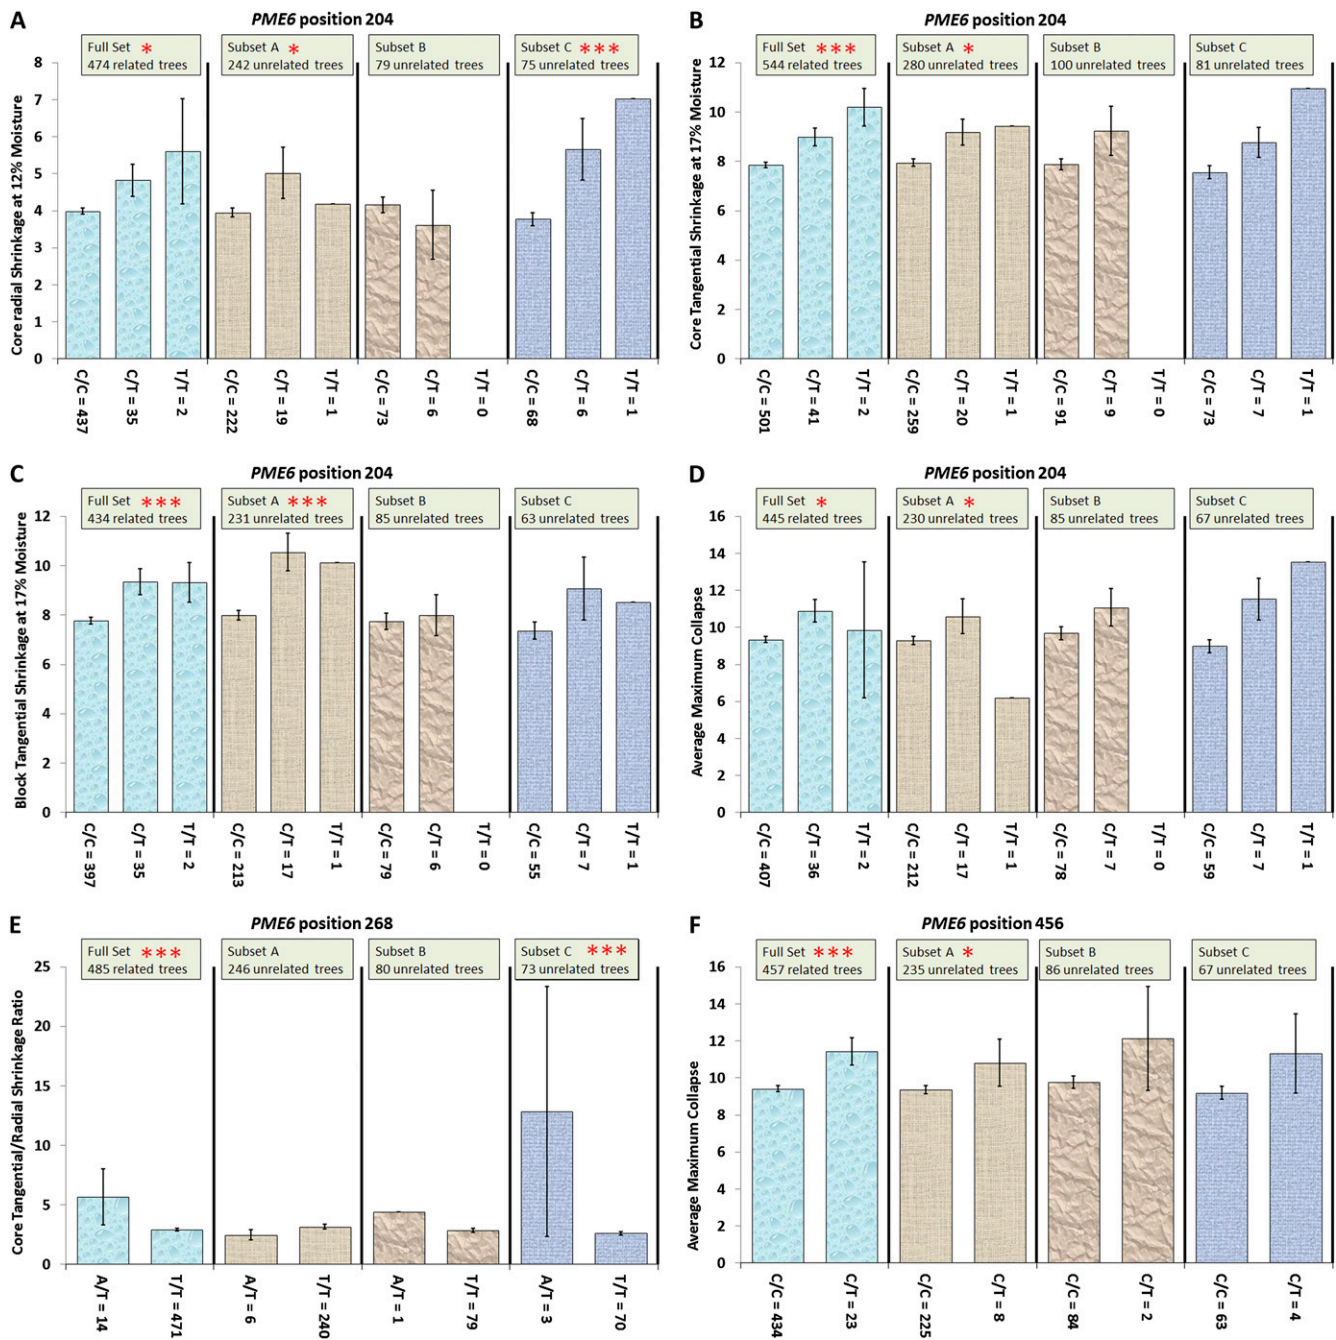 A
PME6 position 204
Full Set *
474 related trees
Subset A *
242 unrelated trees
Subset B
79 unrelated trees
Subset C ***
75 unrelated trees
Core radial Shrinkage at 12% Moisture
8
7
6
5
4
3
2
1
0
C/C = 437
C/T = 35
T/T = 2
C/C = 222
C/T = 19
T/T = 1
C/C = 73
C/T = 6
T/T = 0
C/C = 68
C/T = 6
T/T = 1
B
PME6 position 204
Full Set ***
544 related trees
Subset A *
280 unrelated trees
Subset B
100 unrelated trees
Subset C
81 unrelated trees
Core Tangential Shrinkage at 17% Moisture
12
10
8
6
4
2
0
C/C = 501
C/T = 41
T/T = 2
C/C = 259
C/T = 20
T/T = 1
C/C = 91
C/T = 9
T/T = 0
C/C = 73
C/T = 7
T/T = 1
C
PME6 position 204
Full Set ***
434 related trees
Subset A ***
231 unrelated trees
Subset B
85 unrelated trees
Subset C
63 unrelated trees
Block Tangential Shrinkage at 17% Moisture
12
10
8
6
4
2
0
C/C = 397
C/T = 35
T/T = 2
C/C = 213
C/T = 17
T/T = 1
C/C = 79
C/T = 6
T/T = 0
C/C = 55
C/T = 7
T/T = 1
D
PME6 position 204
Full Set *
445 related trees
Subset A *
230 unrelated trees
Subset B
85 unrelated trees
Subset C
67 unrelated trees
Average Maximum Collapse
16
14
12
10
8
6
4
2
0
C/C = 407
C/T = 36
T/T = 2
C/C = 212
C/T = 17
T/T = 1
C/C = 78
C/T = 7
T/T = 0
C/C = 59
C/T = 7
T/T = 1
E
PME6 position 268
Full Set ***
485 related trees
Subset A
246 unrelated trees
Subset B
80 unrelated trees
Subset C ***
73 unrelated trees
Core Tangential/Radial Shrinkage Ratio
25
20
15
10
5
0
A/T = 14
T/T = 471
A/T = 6
T/T = 240
A/T = 1
T/T = 79
A/T = 3
T/T = 70
F
PME6 position 456
Full Set ***
457 related trees
Subset A *
235 unrelated trees
Subset B
86 unrelated trees
Subset C
67 unrelated trees
Average Maximum Collapse
16
14
12
10
8
6
4
2
0
C/C = 434
C/T = 23
C/C = 225
C/T = 8
C/C = 84
C/T = 2
C/C = 63
C/T = 4